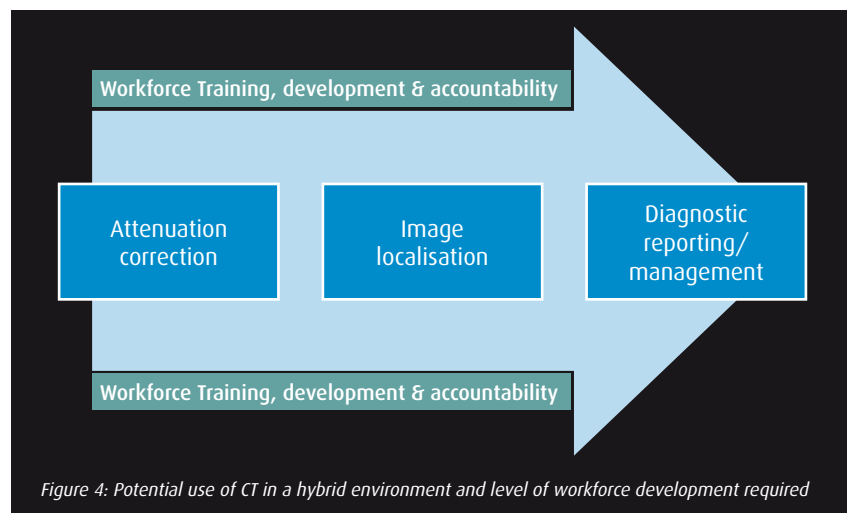 Workforce Training, development & accountability
Attenuation
correction
Image
localisation
Diagnostic
reporting/
management
Workforce Training, development & accountability
Figure 4: Potential use of CT in a hybrid environment and level of workforce development required